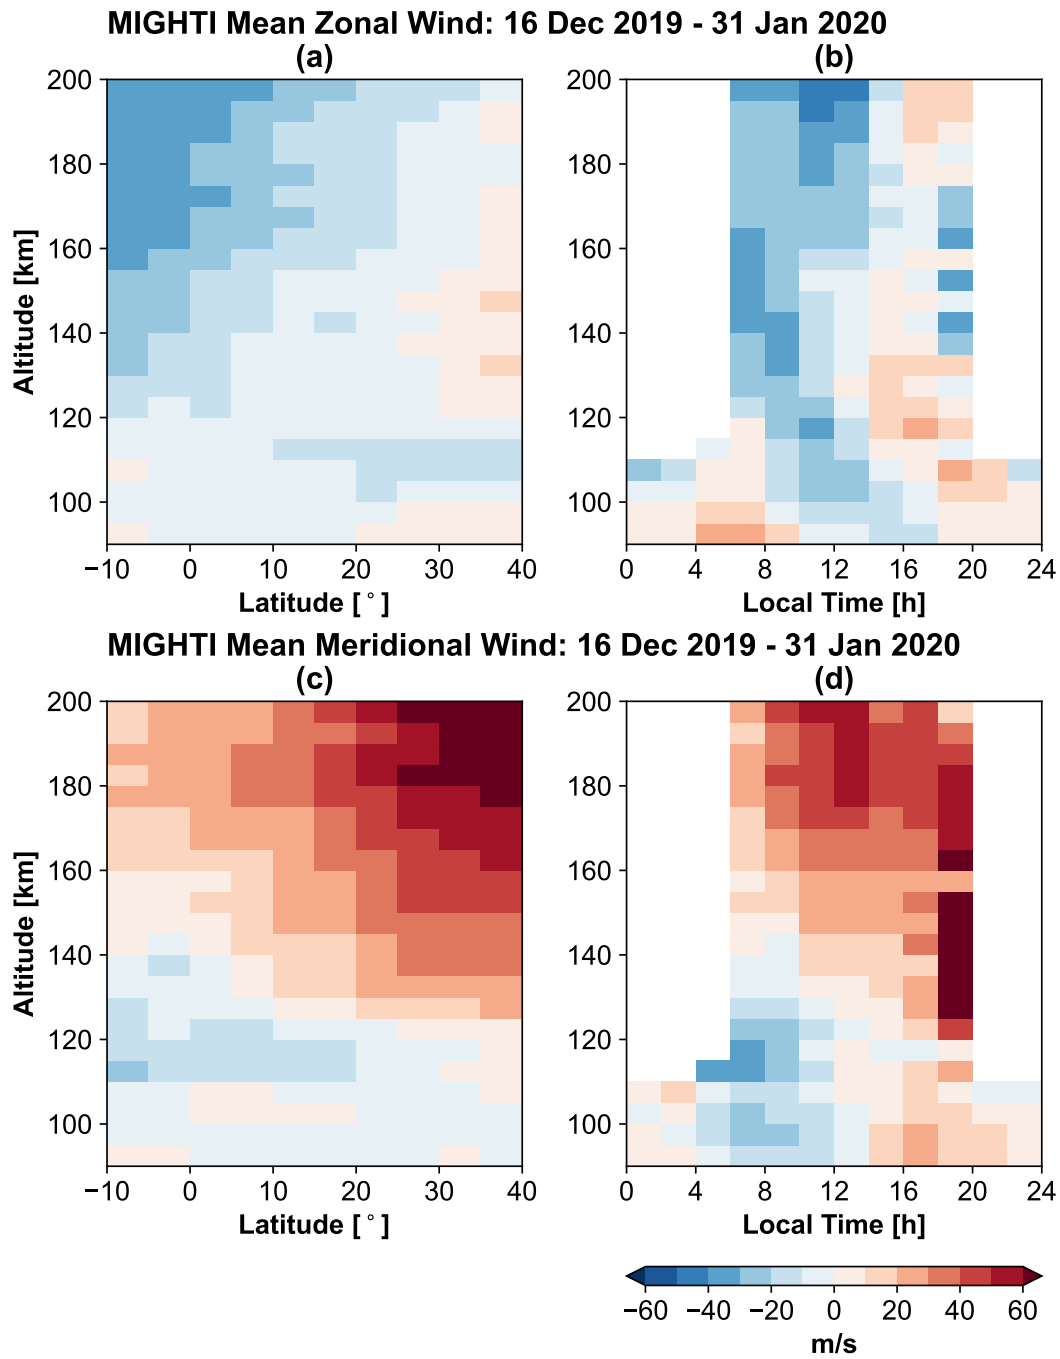 MIGHTI Mean Zonal Wind: 16 Dec 2019 - 31 Jan 2020
(a) (b)
200 200
180 180
160 160
140 140
120 120
100 100
Altitude [km]
−10 0 10 20 30 40 0 4 8 12 16 20 24
Latitude [°] Local Time [h]
MIGHTI Mean Meridional Wind: 16 Dec 2019 - 31 Jan 2020
(c) (d)
200 200
180 180
160 160
140 140
120 120
100 100
Altitude [km]
−10 0 10 20 30 40 0 4 8 12 16 20 24
Latitude [°] Local Time [h]
−60 −40 −20 0 20 40 60
m/s